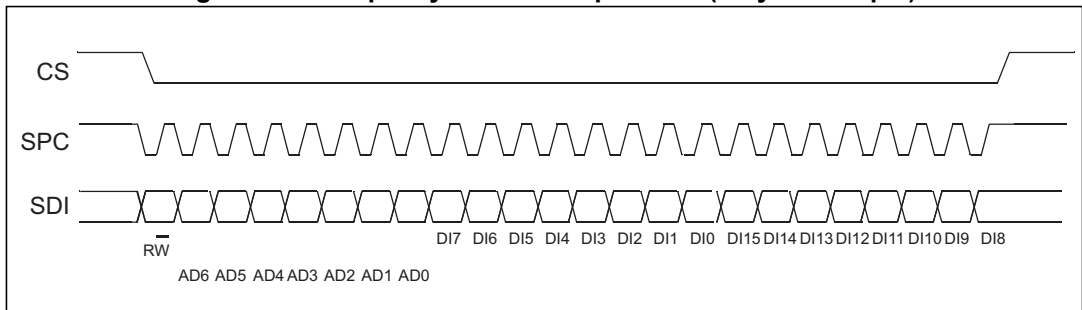 CS
SPC
SDI
DI7 DI6 DI5 DI4 DI3 DI2 DI1 DI0 DI15 DI14 DI13 DI12 DI11 DI10 DI9 DI8
RW
AD6 AD5 AD4 AD3 AD2 AD1 AD0